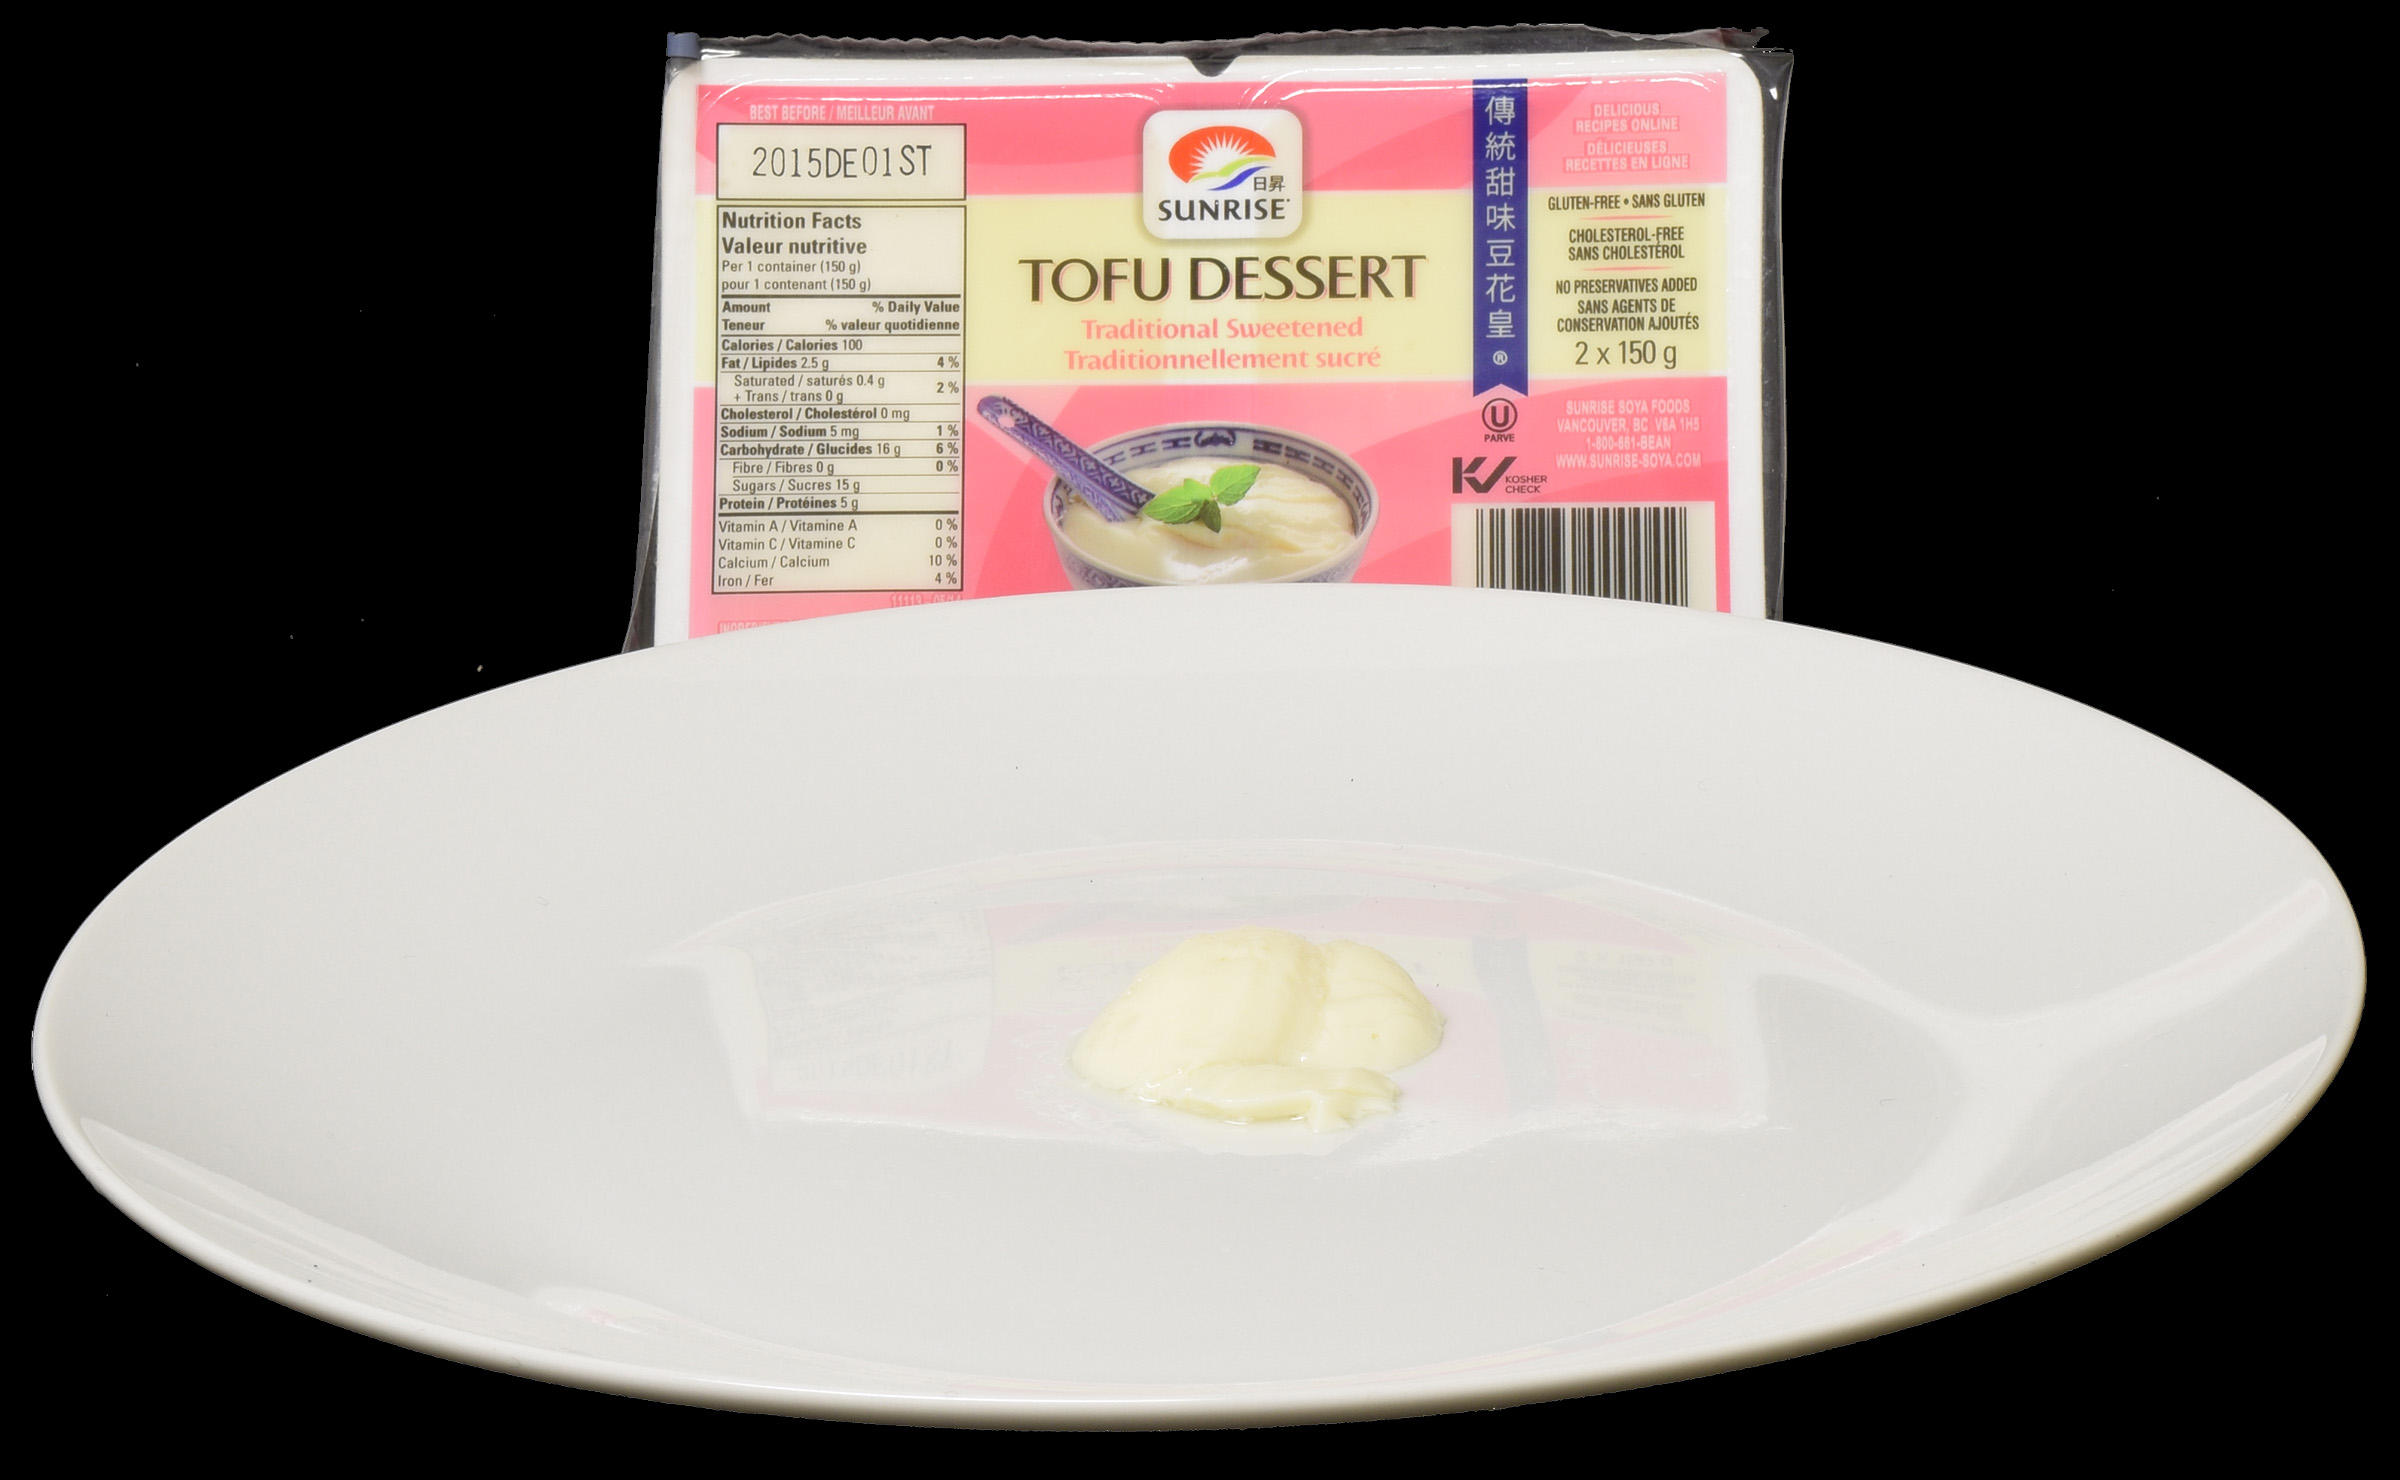 BEST BEFORE / MEILLEUR AVANT
2015DE01ST
Nutrition Facts
Valeur nutritive
Per 1 container (150 g)
pour 1 contenant (150 g)
Amount % Daily Value
Teneur % valeur quotidienne
Calories / Calories 100
Fat / Lipides 2.5 g 4 %
Saturated / saturés 0.4 g
+ Trans / trans 0 g 2 %
Cholesterol / Cholestérol 0 mg
Sodium / Sodium 5 mg 1 %
Carbohydrate / Glucides 16 g 6 %
Fibre / Fibres 0 g 0 %
Sugars / Sucres 15 g
Protein / Protéines 5 g
Vitamin A / Vitamine A 0 %
Vitamin C / Vitamine C 0 %
Calcium / Calcium 10 %
Iron / Fer 4 %
日昇
SUNRISE
TOFU DESSERT
Traditional Sweetened
Traditionnellement sucré
傳統甜味豆花皇®
U
PARVE
KV KOSHER
CHECK
DELICIOUS
RECIPES ONLINE
DÉLICIEUSES
RECETTES EN LIGNE
GLUTEN-FREE • SANS GLUTEN
CHOLESTEROL-FREE
SANS CHOLESTÉROL
NO PRESERVATIVES ADDED
SANS AGENTS DE
CONSERVATION AJOUTÉS
2 x 150 g
SUNRISE SOYA FOODS
VANCOUVER, BC V6A 1H5
1-800-661-BEAN
WWW.SUNRISE-SOYA.COM